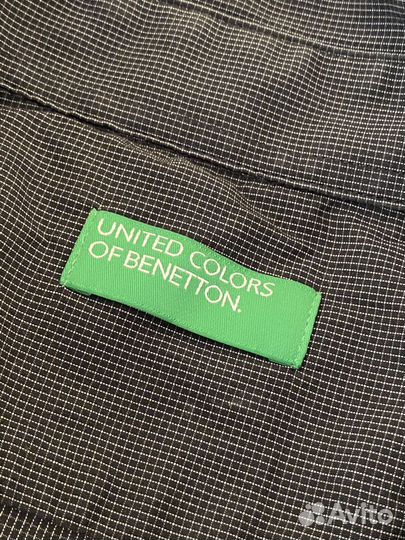 UNITED COLORS
OF BENETTON.
Avito